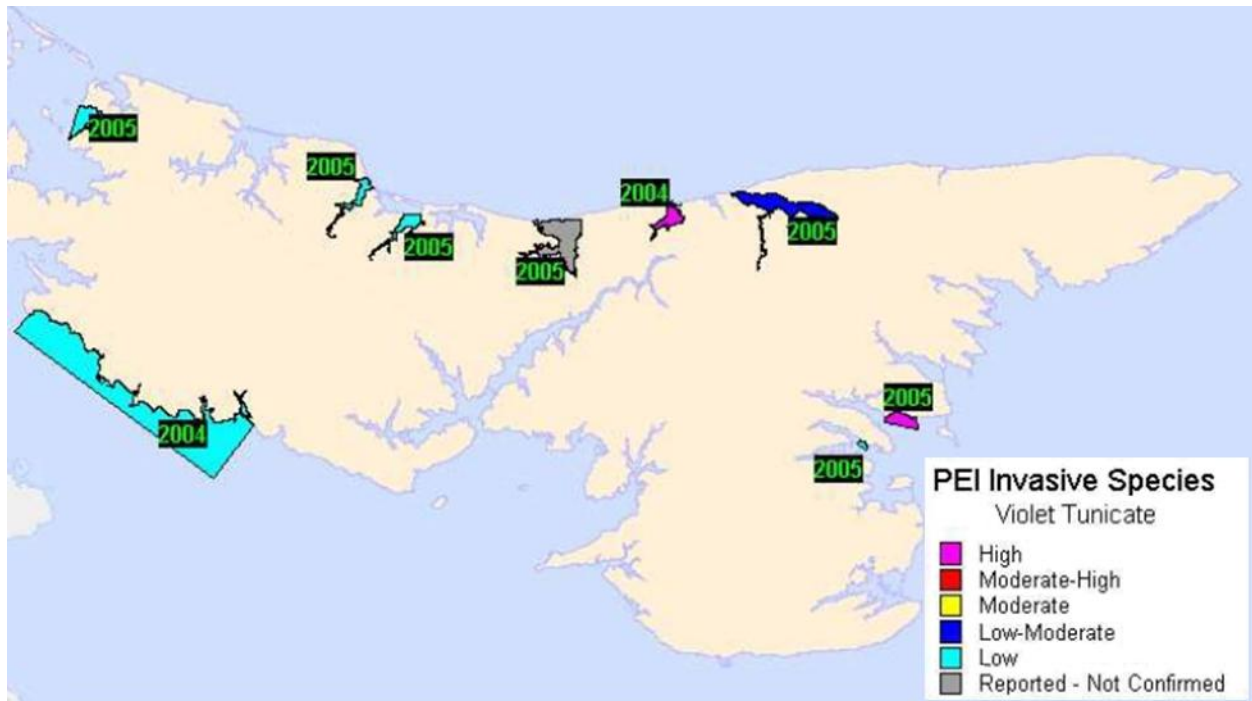 2005
2005
2004
2005
2005
2005
2005
2004
2005
PEI Invasive Species
Violet Tunicate
High
Moderate-High
Moderate
Low-Moderate
Low
Reported - Not Confirmed